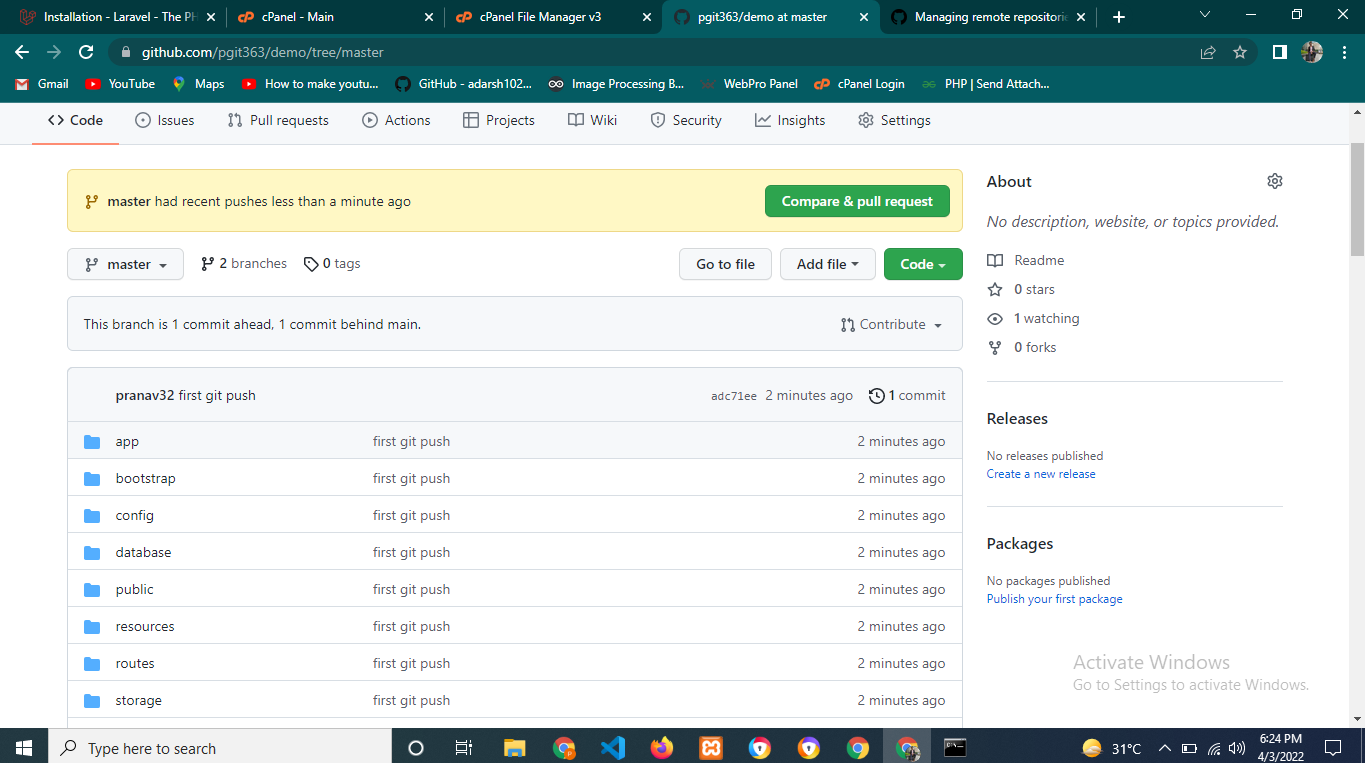 Installation - Laravel - The PH
cPanel - Main
cPanel File Manager v3
pgit363/demo at master
Managing remote repositorie
github.com/pgit363/demo/tree/master
Gmail
YouTube
Maps
How to make youtu...
GitHub - adarsh102...
Image Processing B...
WebPro Panel
cPanel Login
PHP | Send Attach...
Code
Issues
Pull requests
Actions
Projects
Wiki
Security
Insights
Settings
master had recent pushes less than a minute ago
Compare & pull request
master
2 branches
0 tags
Go to file
Add file
Code
This branch is 1 commit ahead, 1 commit behind main.
Contribute
pranav32 first git push
adc71ee 2 minutes ago
1 commit
app first git push 2 minutes ago
bootstrap first git push 2 minutes ago
config first git push 2 minutes ago
database first git push 2 minutes ago
public first git push 2 minutes ago
resources first git push 2 minutes ago
routes first git push 2 minutes ago
storage first git push 2 minutes ago
About
No description, website, or topics provided.
Readme
0 stars
1 watching
0 forks
Releases
No releases published
Create a new release
Packages
No packages published
Publish your first package
Activate Windows
Go to Settings to activate Windows.
Type here to search
31°C
6:24 PM
4/3/2022